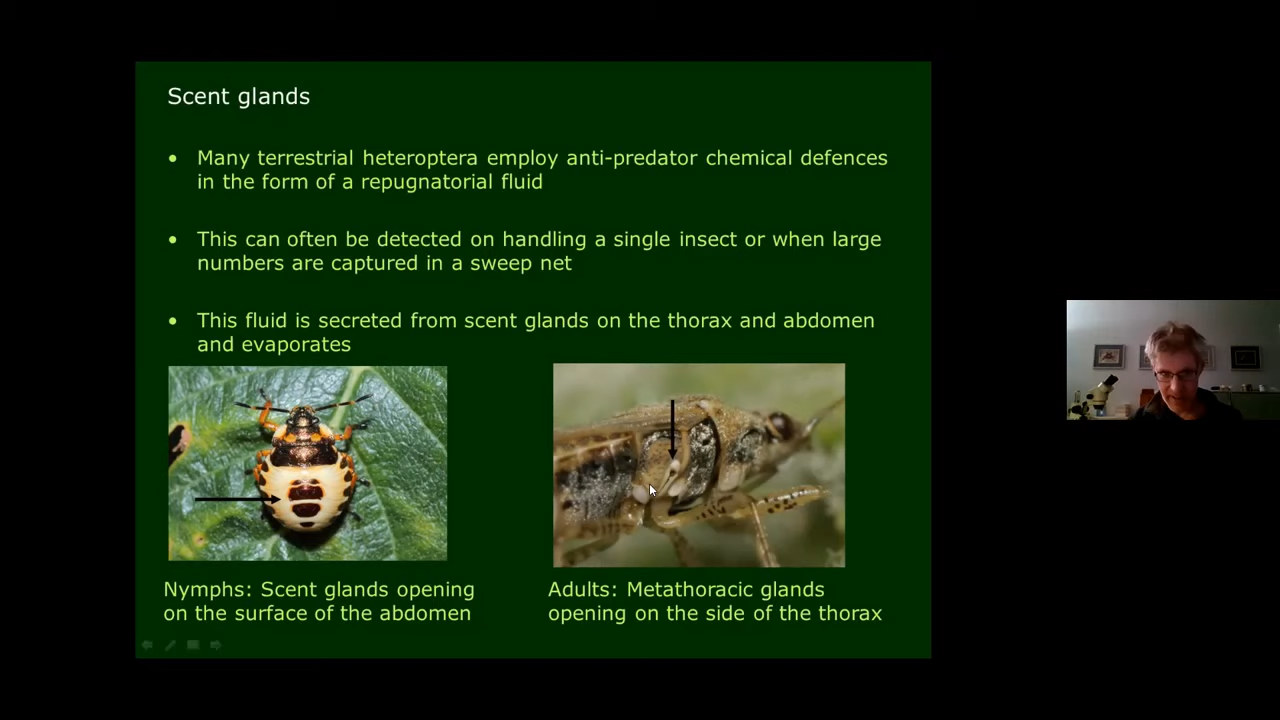 Scent glands
• Many terrestrial heteroptera employ anti-predator chemical defences
in the form of a repugnatorial fluid
• This can often be detected on handling a single insect or when large
numbers are captured in a sweep net
• This fluid is secreted from scent glands on the thorax and abdomen
and evaporates
Nymphs: Scent glands opening
on the surface of the abdomen
Adults: Metathoracic glands
opening on the side of the thorax